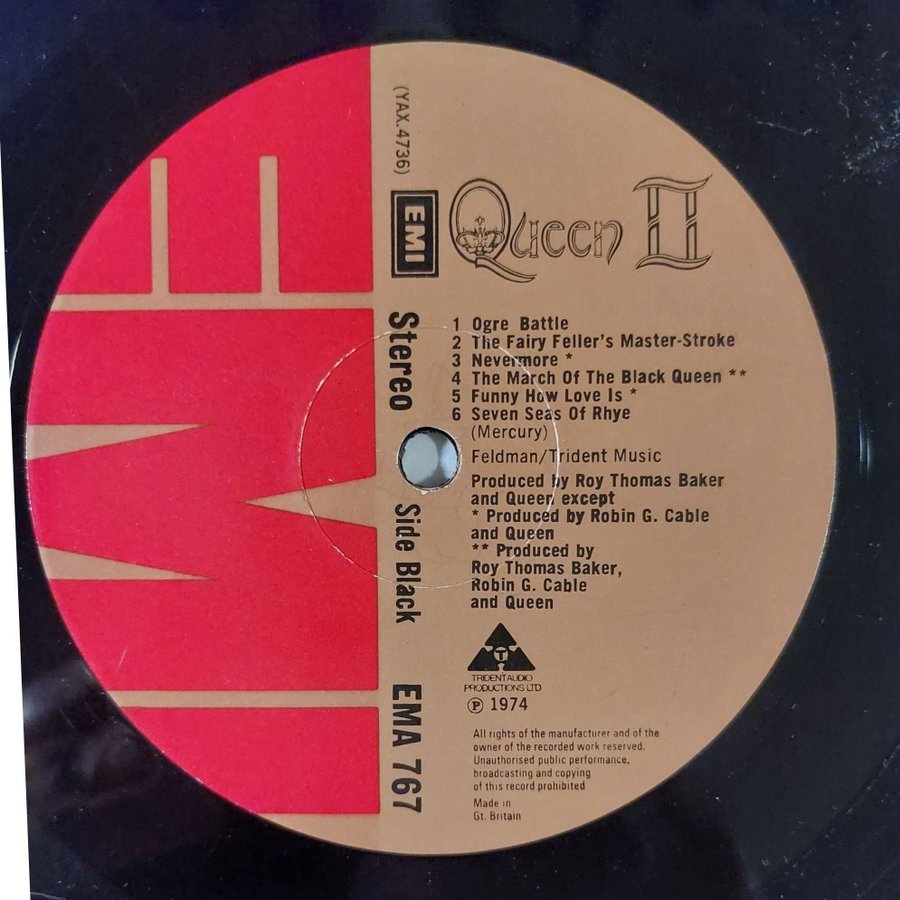 (YAX.4736)
EMI
Stereo
Side Black
EMA 767
Queen II
1 Ogre Battle
2 The Fairy Feller's Master-Stroke
3 Nevermore *
4 The March Of The Black Queen **
5 Funny How Love Is *
6 Seven Seas Of Rhye
(Mercury)
Feldman/Trident Music
Produced by Roy Thomas Baker
and Queen except
* Produced by Robin G. Cable
and Queen
** Produced by
Roy Thomas Baker,
Robin G. Cable
and Queen
T
TRIDENT AUDIO
PRODUCTIONS LTD
℗ 1974
All rights of the manufacturer and of the
owner of the recorded work reserved.
Unauthorised public performance,
broadcasting and copying
of this record prohibited
Made in
Gt. Britain
EMI